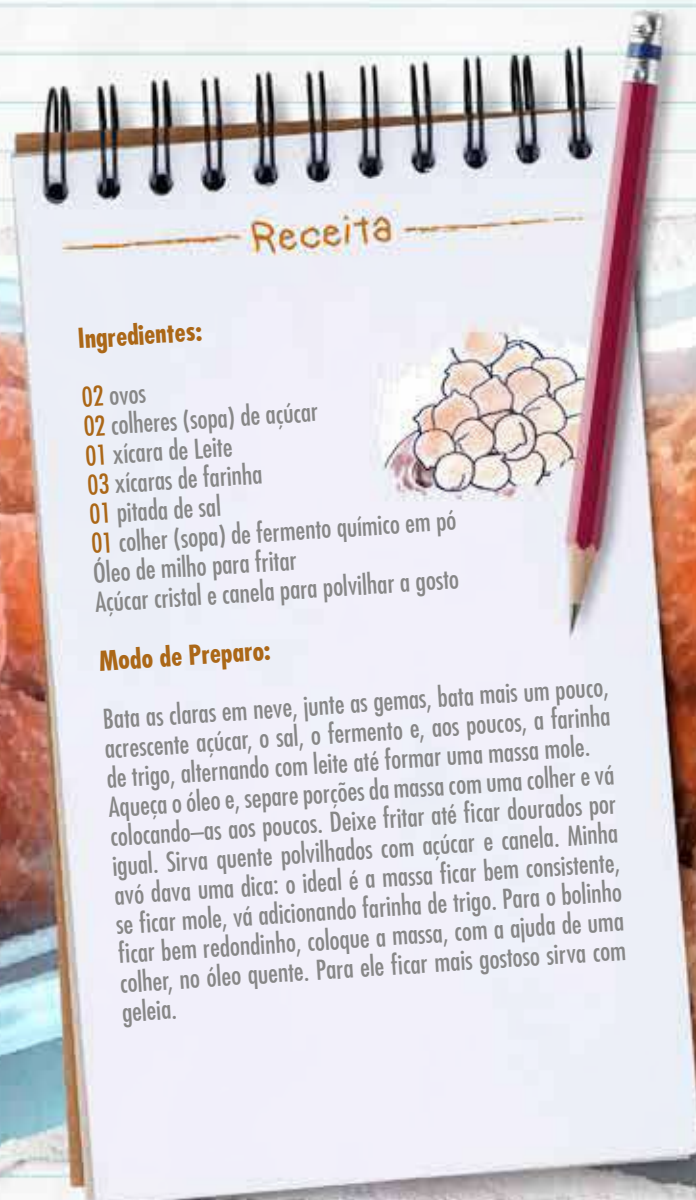 Receita
Ingredientes:
02 ovos
02 colheres (sopa) de açúcar
01 xícara de Leite
03 xícaras de farinha
01 pitada de sal
01 colher (sopa) de fermento químico em pó
Óleo de milho para fritar
Açúcar cristal e canela para polvilhar a gosto
Modo de Preparo:
Bata as claras em neve, junte as gemas, bata mais um pouco,
acrescente açúcar, o sal, o fermento e, aos poucos, a farinha
de trigo, alternando com leite até formar uma massa mole.
Aqueça o óleo e, separe porções da massa com uma colher e vá
colocando–as aos poucos. Deixe fritar até ficar dourados por
igual. Sirva quente polvilhados com açúcar e canela. Minha
avó dava uma dica: o ideal é a massa ficar bem consistente,
se ficar mole, vá adicionando farinha de trigo. Para o bolinho
ficar bem redondinho, coloque a massa, com a ajuda de uma
colher, no óleo quente. Para ele ficar mais gostoso sirva com
geleia.